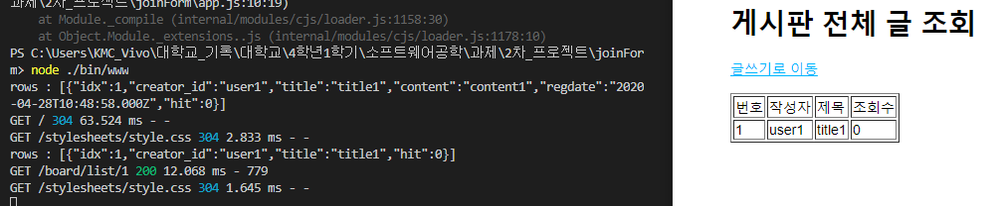 과제\2차_프로젝트\joinForm\app.js:10:19)
at Module._compile (internal/modules/cjs/loader.js:1158:30)
at Object.Module._extensions..js (internal/modules/cjs/loader.js:1178:10)
PS C:\Users\KMC_Vivo\대학교_기록\대학교\4학년1학기\소프트웨어공학\과제\2차_프로젝트\joinFor
m> node ./bin/www
rows : [{"idx":1,"creator_id":"user1","title":"title1","content":"content1","regdate":"2020
-04-28T10:48:58.000Z","hit":0}]
GET / 304 63.524 ms - -
GET /stylesheets/style.css 304 2.833 ms - -
rows : [{"idx":1,"creator_id":"user1","title":"title1","hit":0}]
GET /board/list/1 200 12.068 ms - 779
GET /stylesheets/style.css 304 1.645 ms - -
게시판 전체 글 조회
글쓰기로 이동
번호 작성자 제목 조회수
1 user1 title1 0